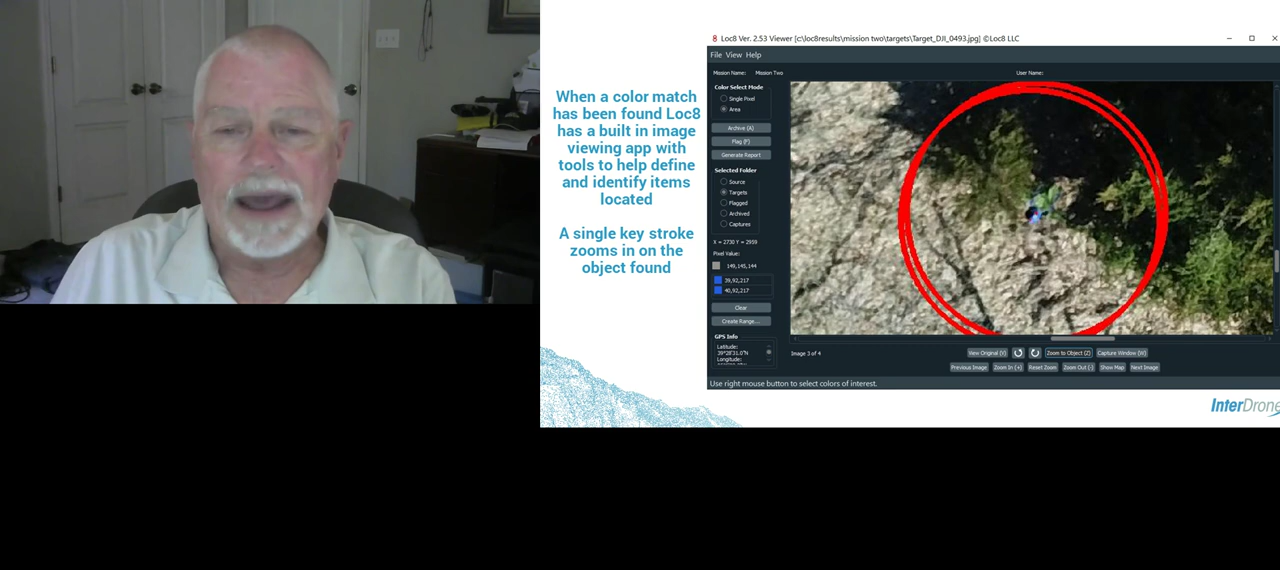 When a color match
has been found Loc8
has a built in image
viewing app with
tools to help define
and identify items
located
A single key stroke
zooms in on the
object found
8 Loc8 Ver. 2.53 Viewer [c:\loc8results\mission two\targets\Target_DJI_0493.jpg] ©Loc8 LLC
File View Help
Mission Name: Mission Two
User Name:
Color Select Mode
Single Pixel
Area
Archive (A)
Flag (F)
Generate Report
Selected Folder
Source
Targets
Flagged
Archived
Captures
X = 2730 Y = 2959
Pixel Value:
149,145,144
39,92,217
40,92,217
Clear
Create Range...
GPS Info
Latitude:
39°28'31.0"N
Longitude:
Image 3 of 4
View Original (V) Zoom to Object (Z) Capture Window (W)
Previous Image Zoom In (+) Reset Zoom Zoom Out (-) Show Map Next Image
Use right mouse button to select colors of interest.
InterDrone